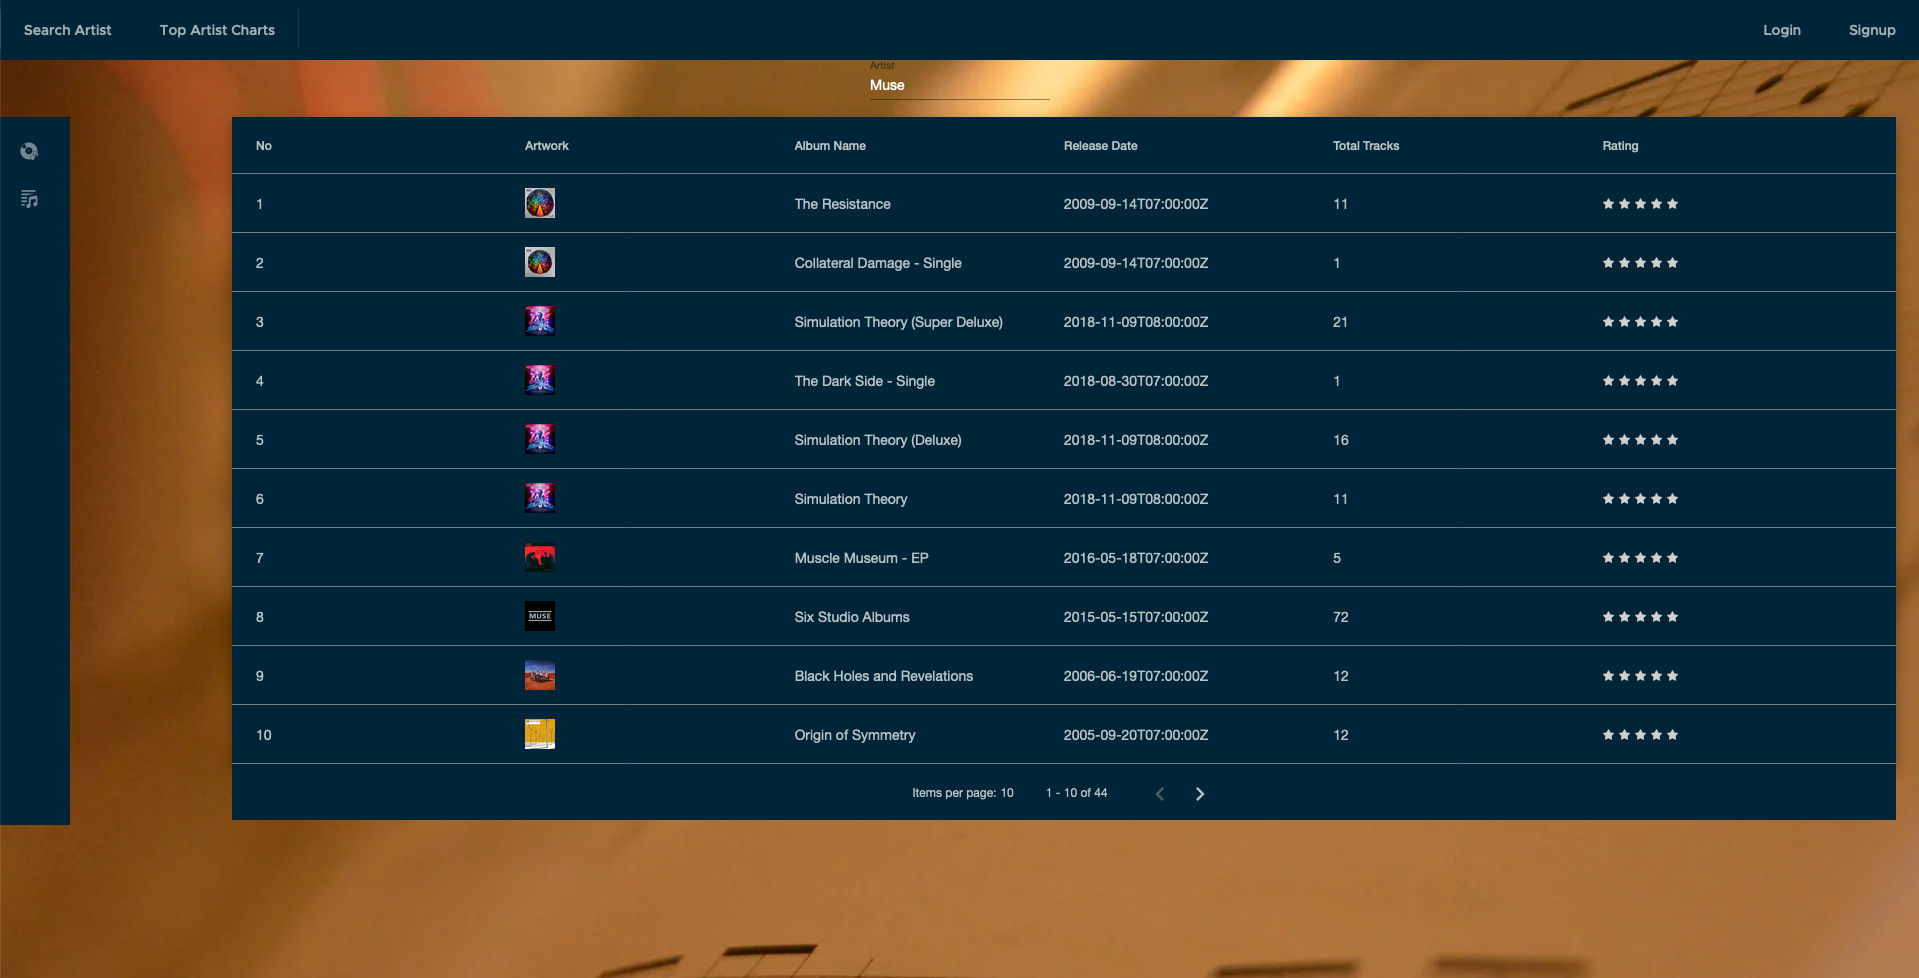 Search Artist Top Artist Charts Login Signup
Artist
Muse
No Artwork Album Name Release Date Total Tracks Rating
1 The Resistance 2009-09-14T07:00:00Z 11
2 Collateral Damage - Single 2009-09-14T07:00:00Z 1
3 Simulation Theory (Super Deluxe) 2018-11-09T08:00:00Z 21
4 The Dark Side - Single 2018-08-30T07:00:00Z 1
5 Simulation Theory (Deluxe) 2018-11-09T08:00:00Z 16
6 Simulation Theory 2018-11-09T08:00:00Z 11
7 Muscle Museum - EP 2016-05-18T07:00:00Z 5
8 MUSE Six Studio Albums 2015-05-15T07:00:00Z 72
9 Black Holes and Revelations 2006-06-19T07:00:00Z 12
10 Origin of Symmetry 2005-09-20T07:00:00Z 12
Items per page: 10 1 - 10 of 44